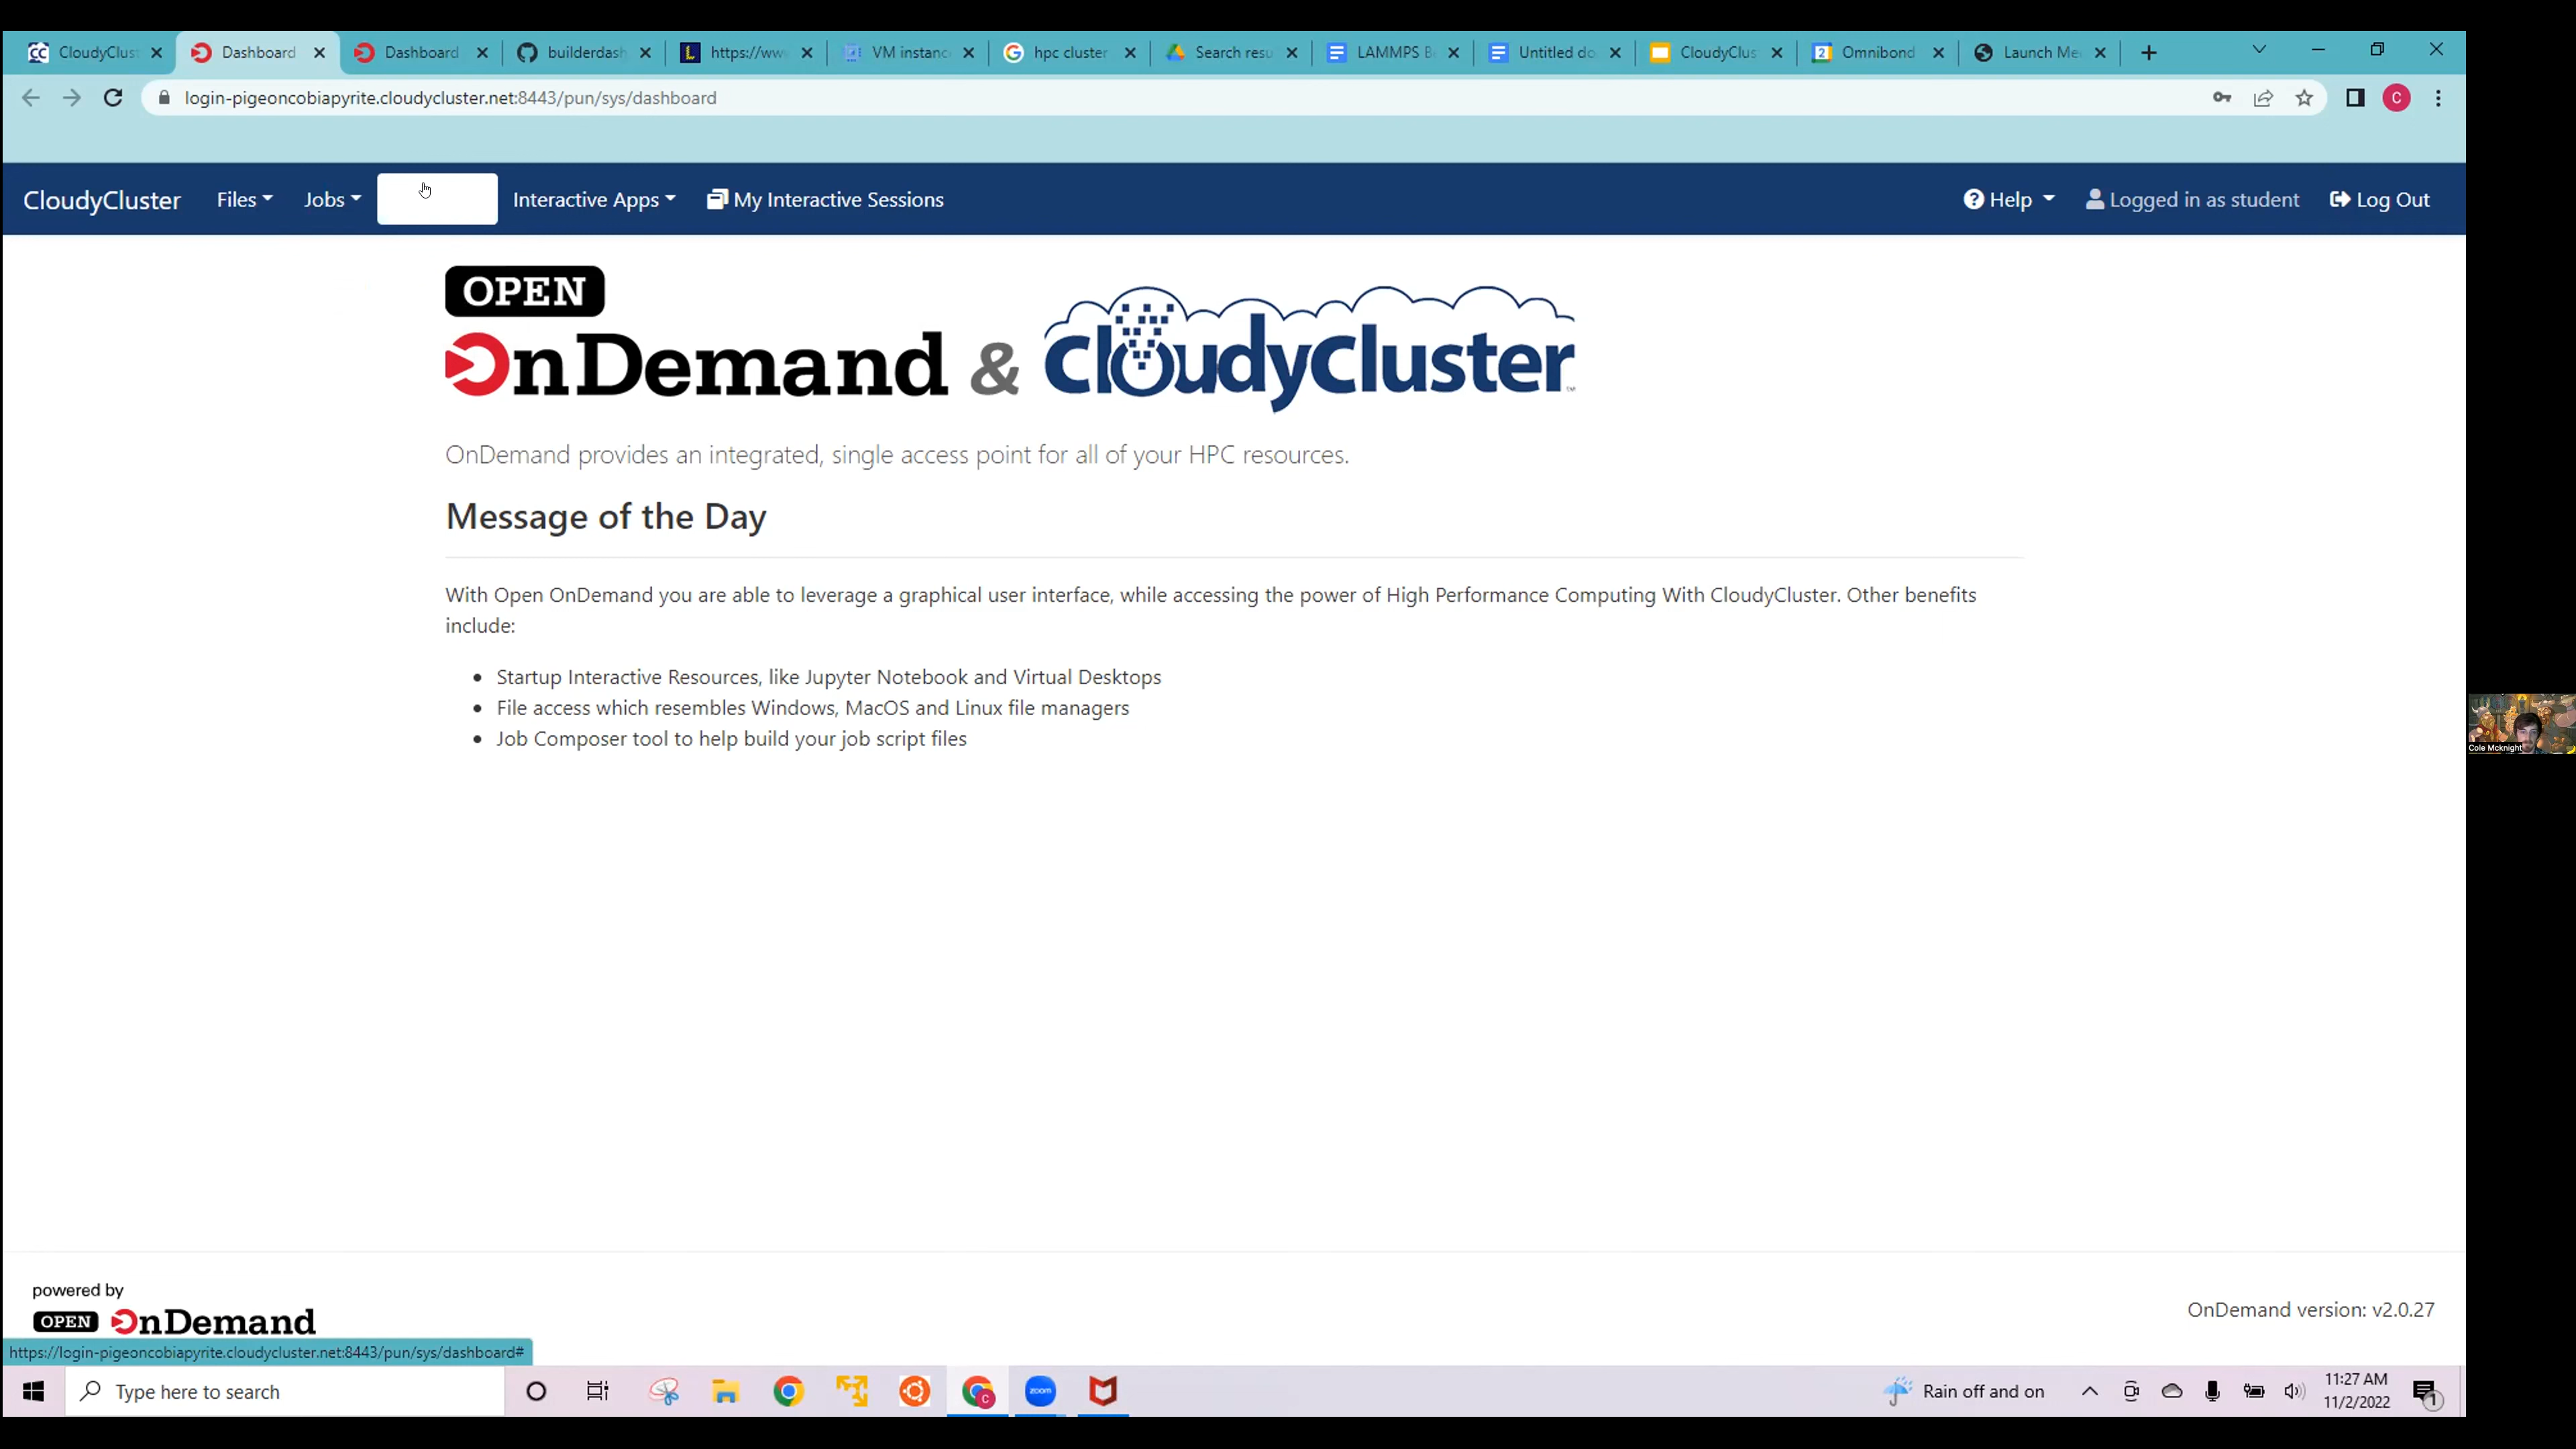 CloudyClus
Dashboard
Dashboard
builderdash
https://ww
VM instanc
hpc cluster
Search resu
LAMMPS B
Untitled do
CloudyClus
Omnibond
Launch Me
login-pigeoncobiapyrite.cloudycluster.net:8443/pun/sys/dashboard
C
CloudyCluster
Files
Jobs
Interactive Apps
My Interactive Sessions
Help
Logged in as student
Log Out
OPEN
OnDemand & CloudyCluster™
OnDemand provides an integrated, single access point for all of your HPC resources.
Message of the Day
With Open OnDemand you are able to leverage a graphical user interface, while accessing the power of High Performance Computing With CloudyCluster. Other benefits
include:
• Startup Interactive Resources, like Jupyter Notebook and Virtual Desktops
• File access which resembles Windows, MacOS and Linux file managers
• Job Composer tool to help build your job script files
Cole Mcknight
powered by
OPEN OnDemand
OnDemand version: v2.0.27
https://login-pigeoncobiapyrite.cloudycluster.net:8443/pun/sys/dashboard#
Type here to search
zoom
Rain off and on
11:27 AM
11/2/2022
1